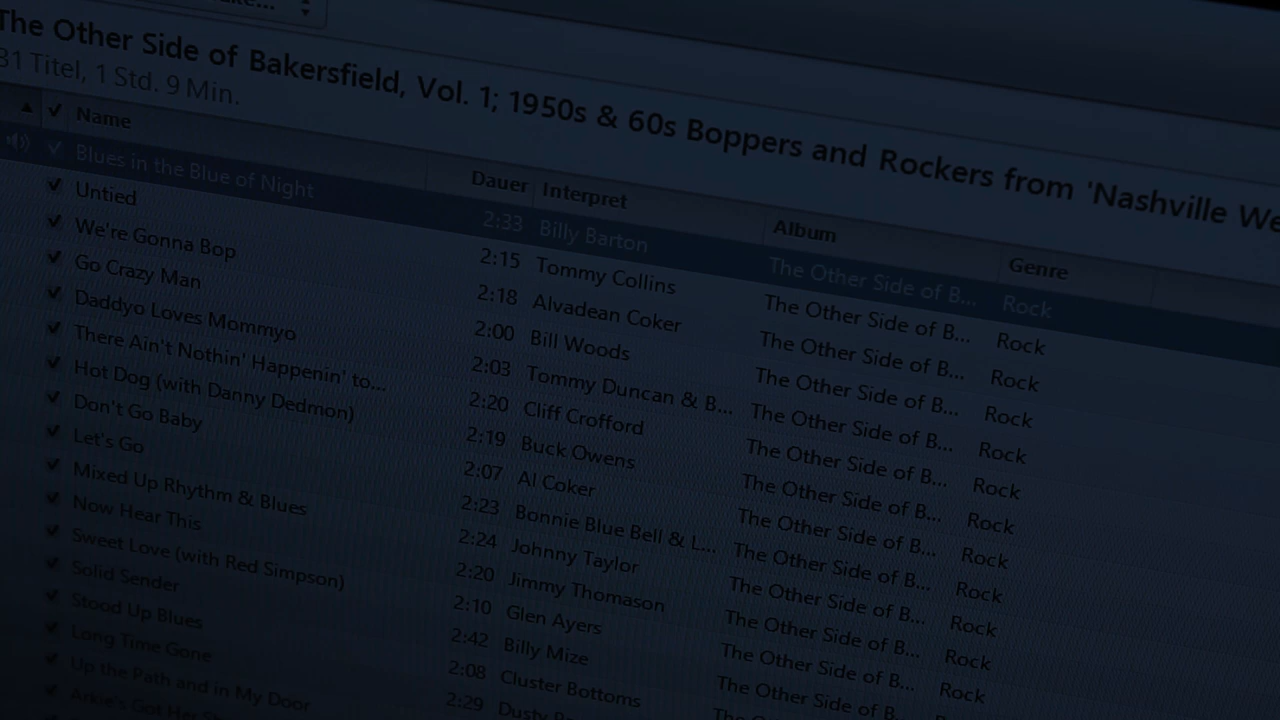 The Other Side of Bakersfield, Vol. 1; 1950s & 60s Boppers and Rockers from 'Nashville We
31 Titel, 1 Std. 9 Min.
Name Dauer Interpret Album Genre
Blues in the Blue of Night 2:33 Billy Barton The Other Side of B... Rock
Untied 2:15 Tommy Collins The Other Side of B... Rock
We're Gonna Bop 2:18 Alvadean Coker The Other Side of B... Rock
Go Crazy Man 2:00 Bill Woods The Other Side of B... Rock
Daddyo Loves Mommyo 2:03 Tommy Duncan & B... The Other Side of B... Rock
There Ain't Nothin' Happenin' to... 2:20 Cliff Crofford The Other Side of B... Rock
Hot Dog (with Danny Dedmon) 2:19 Buck Owens The Other Side of B... Rock
Don't Go Baby 2:07 Al Coker The Other Side of B... Rock
Let's Go 2:23 Bonnie Blue Bell & L... The Other Side of B... Rock
Mixed Up Rhythm & Blues 2:24 Johnny Taylor The Other Side of B... Rock
Now Hear This 2:20 Jimmy Thomason The Other Side of B... Rock
Sweet Love (with Red Simpson) 2:10 Glen Ayers The Other Side of B... Rock
Solid Sender 2:42 Billy Mize The Other Side of B...
Stood Up Blues 2:08 Cluster Bottoms
Long Time Gone 2:29 Dusty
Up the Path and in My Door
Arkie's Got Her